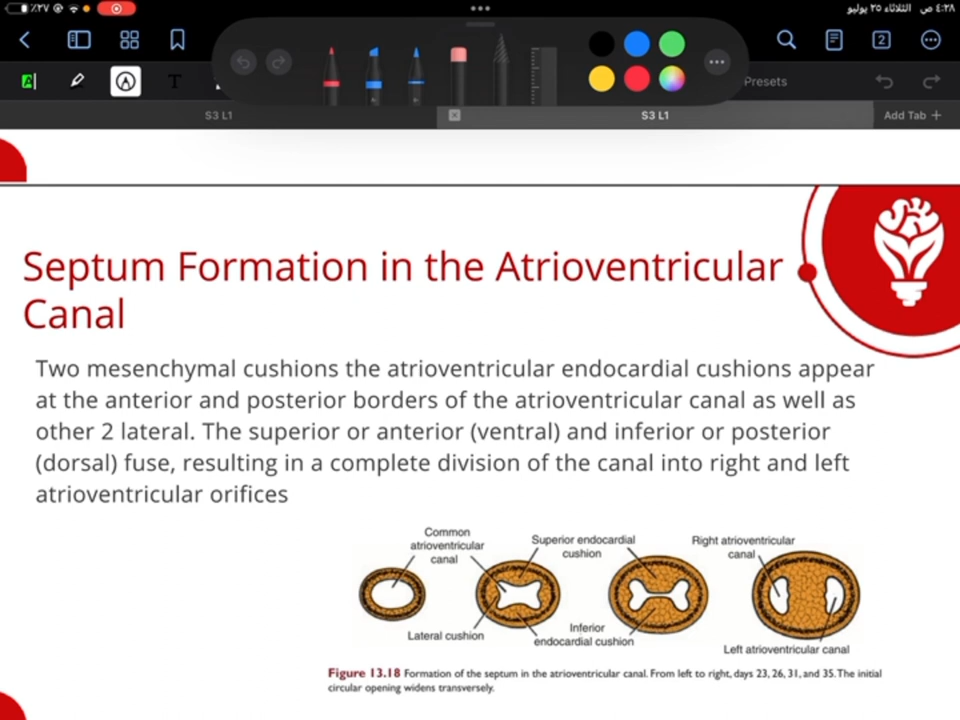 ٪٢٧
٤:٢٨ ص الثلاثاء ٢٥ يوليو
2
A
T
Presets
S3 L1
S3 L1
Add Tab +
Septum Formation in the Atrioventricular
Canal
Two mesenchymal cushions the atrioventricular endocardial cushions appear
at the anterior and posterior borders of the atrioventricular canal as well as
other 2 lateral. The superior or anterior (ventral) and inferior or posterior
(dorsal) fuse, resulting in a complete division of the canal into right and left
atrioventricular orifices
Common
atrioventricular
canal
Superior endocardial
cushion
Right atrioventricular
canal
Lateral cushion
Inferior
endocardial cushion
Left atrioventricular canal
Figure 13.18 Formation of the septum in the atrioventricular canal. From left to right, days 23, 26, 31, and 35. The initial
circular opening widens transversely.